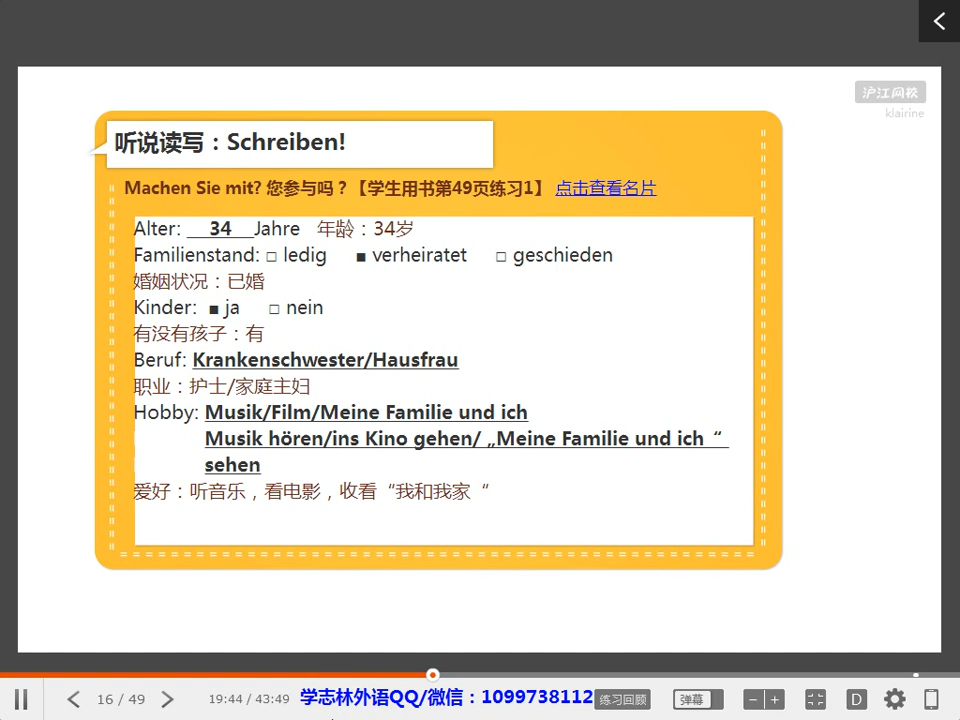 沪江网校
klairine
听说读写：Schreiben!
Machen Sie mit? 您参与吗？【学生用书第49页练习1】 点击查看名片
Alter: __34__Jahre 年龄：34岁
Familienstand: □ ledig ■ verheiratet □ geschieden
婚姻状况：已婚
Kinder: ■ ja □ nein
有没有孩子：有
Beruf: Krankenschwester/Hausfrau
职业：护士/家庭主妇
Hobby: Musik/Film/Meine Familie und ich
Musik hören/ins Kino gehen/ „Meine Familie und ich “
sehen
爱好：听音乐，看电影，收看“我和我家“
16 / 49 19:44 / 43:49 学志林外语QQ/微信：1099738112 练习回顾 弹幕 D